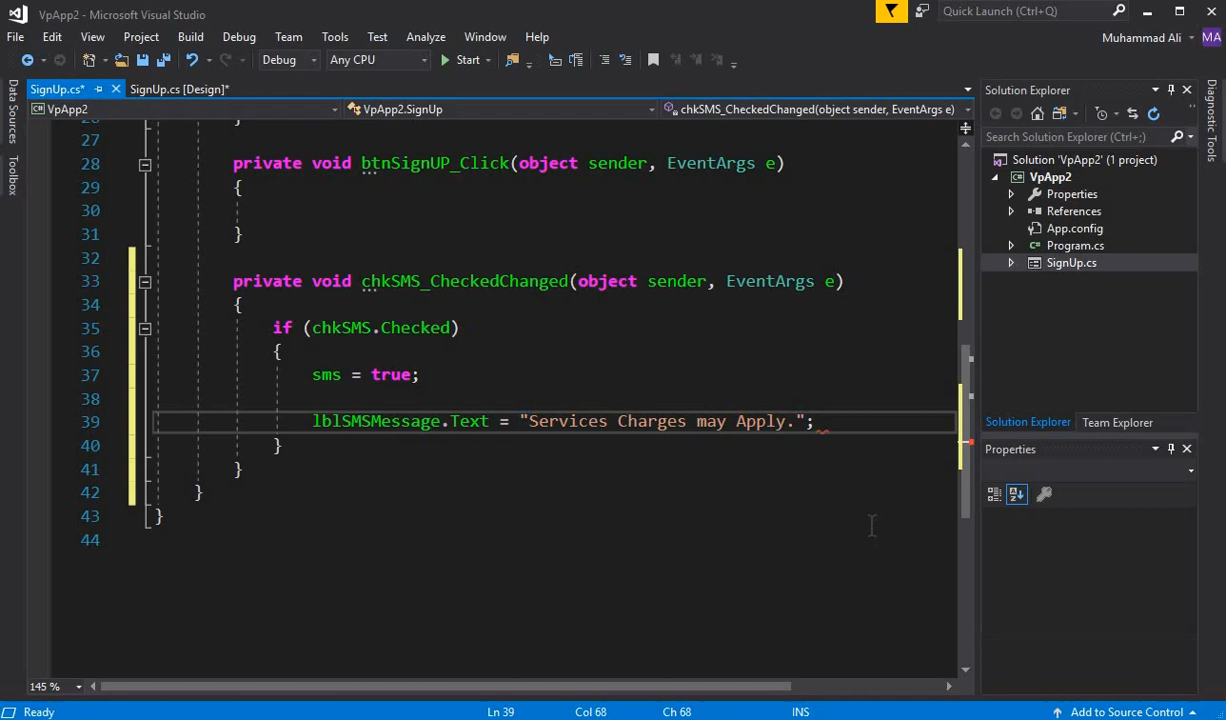 VpApp2 - Microsoft Visual Studio
Quick Launch (Ctrl+Q)
File Edit View Project Build Debug Team Tools Test Analyze Window Help
Muhammad Ali MA
Debug Any CPU Start
SignUp.cs* SignUp.cs [Design]*
VpApp2 VpApp2.SignUp chkSMS_CheckedChanged(object sender, EventArgs e)
Data Sources
Toolbox
27
28 private void btnSignUP_Click(object sender, EventArgs e)
29 {
30
31 }
32
33 private void chkSMS_CheckedChanged(object sender, EventArgs e)
34 {
35 if (chkSMS.Checked)
36 {
37 sms = true;
38
39 lblSMSMessage.Text = "Services Charges may Apply.";
40 }
41 }
42 }
43 }
44
145 %
Solution Explorer
Search Solution Explorer (Ctrl+;)
Solution 'VpApp2' (1 project)
VpApp2
Properties
References
App.config
Program.cs
SignUp.cs
Solution Explorer Team Explorer
Properties
Diagnostic Tools
Ready Ln 39 Col 68 Ch 68 INS Add to Source Control